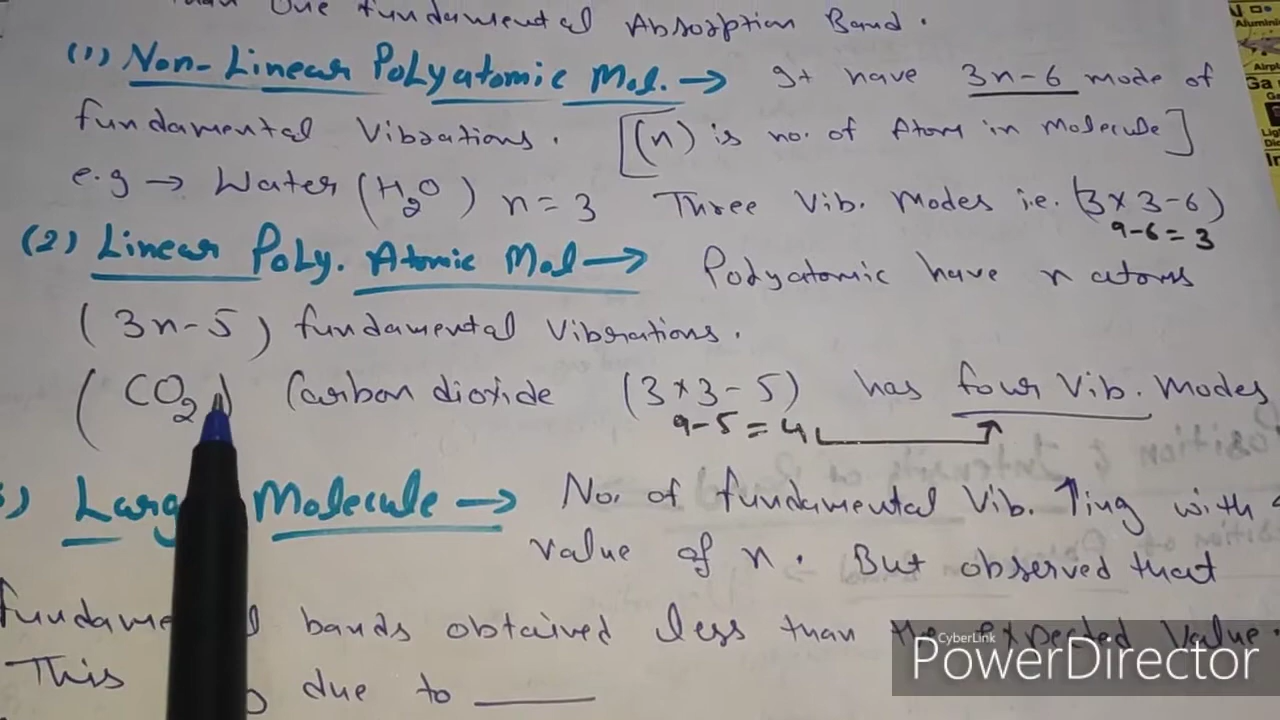 One fundamental Absorption Band.
(1) Non-Linear Polyatomic Mol. → It have 3n-6 mode of
fundamental Vibrations. [(n) is no. of Atom in molecule]
e.g → Water (H₂O) n = 3 Three Vib. Modes i.e. (3×3-6)
9-6 = 3
(2) Linear Poly. Atomic Mol → Polyatomic have n atoms
(3n-5) fundamental Vibrations.
(CO₂) Carbon dioxide (3×3-5) has four Vib. Modes
9-5 = 4
Molecule → No. of fundamental Vib. ↑ing with
value of n. But observed that
bands obtained less than the expected value.
This due to
CyberLink
PowerDirector
Ga